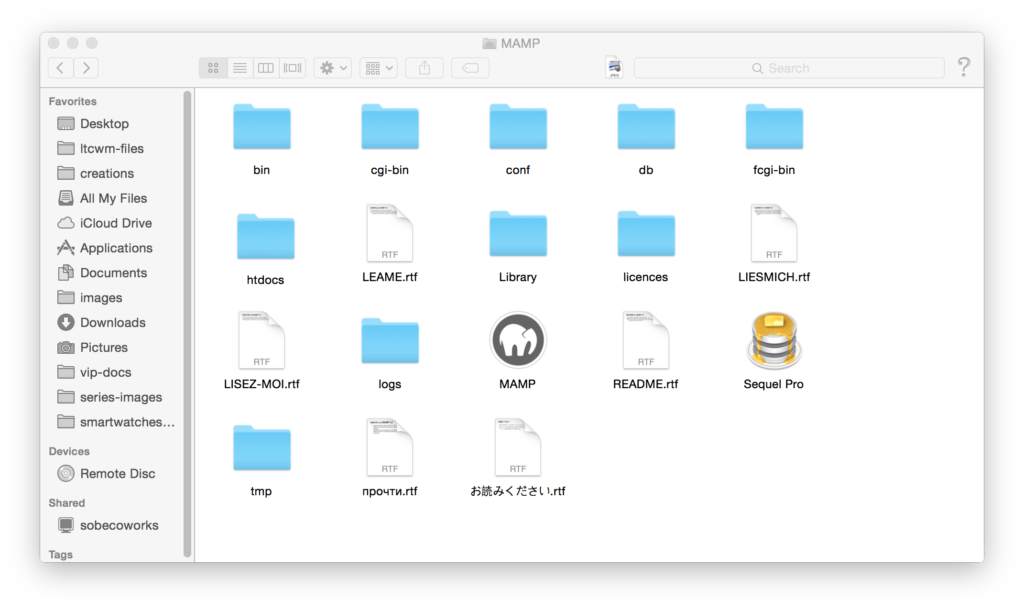 MAMP
Search
?
Favorites
Desktop
ltcwm-files
creations
All My Files
iCloud Drive
Applications
Documents
images
Downloads
Pictures
vip-docs
series-images
smartwatches...
Devices
Remote Disc
Shared
sobecoworks
Tags
bin
cgi-bin
conf
db
fcgi-bin
htdocs
RTF
LEAME.rtf
Library
licences
RTF
LIESMICH.rtf
RTF
LISEZ-MOI.rtf
logs
MAMP
RTF
README.rtf
Sequel Pro
tmp
RTF
прочти.rtf
RTF
お読みください.rtf